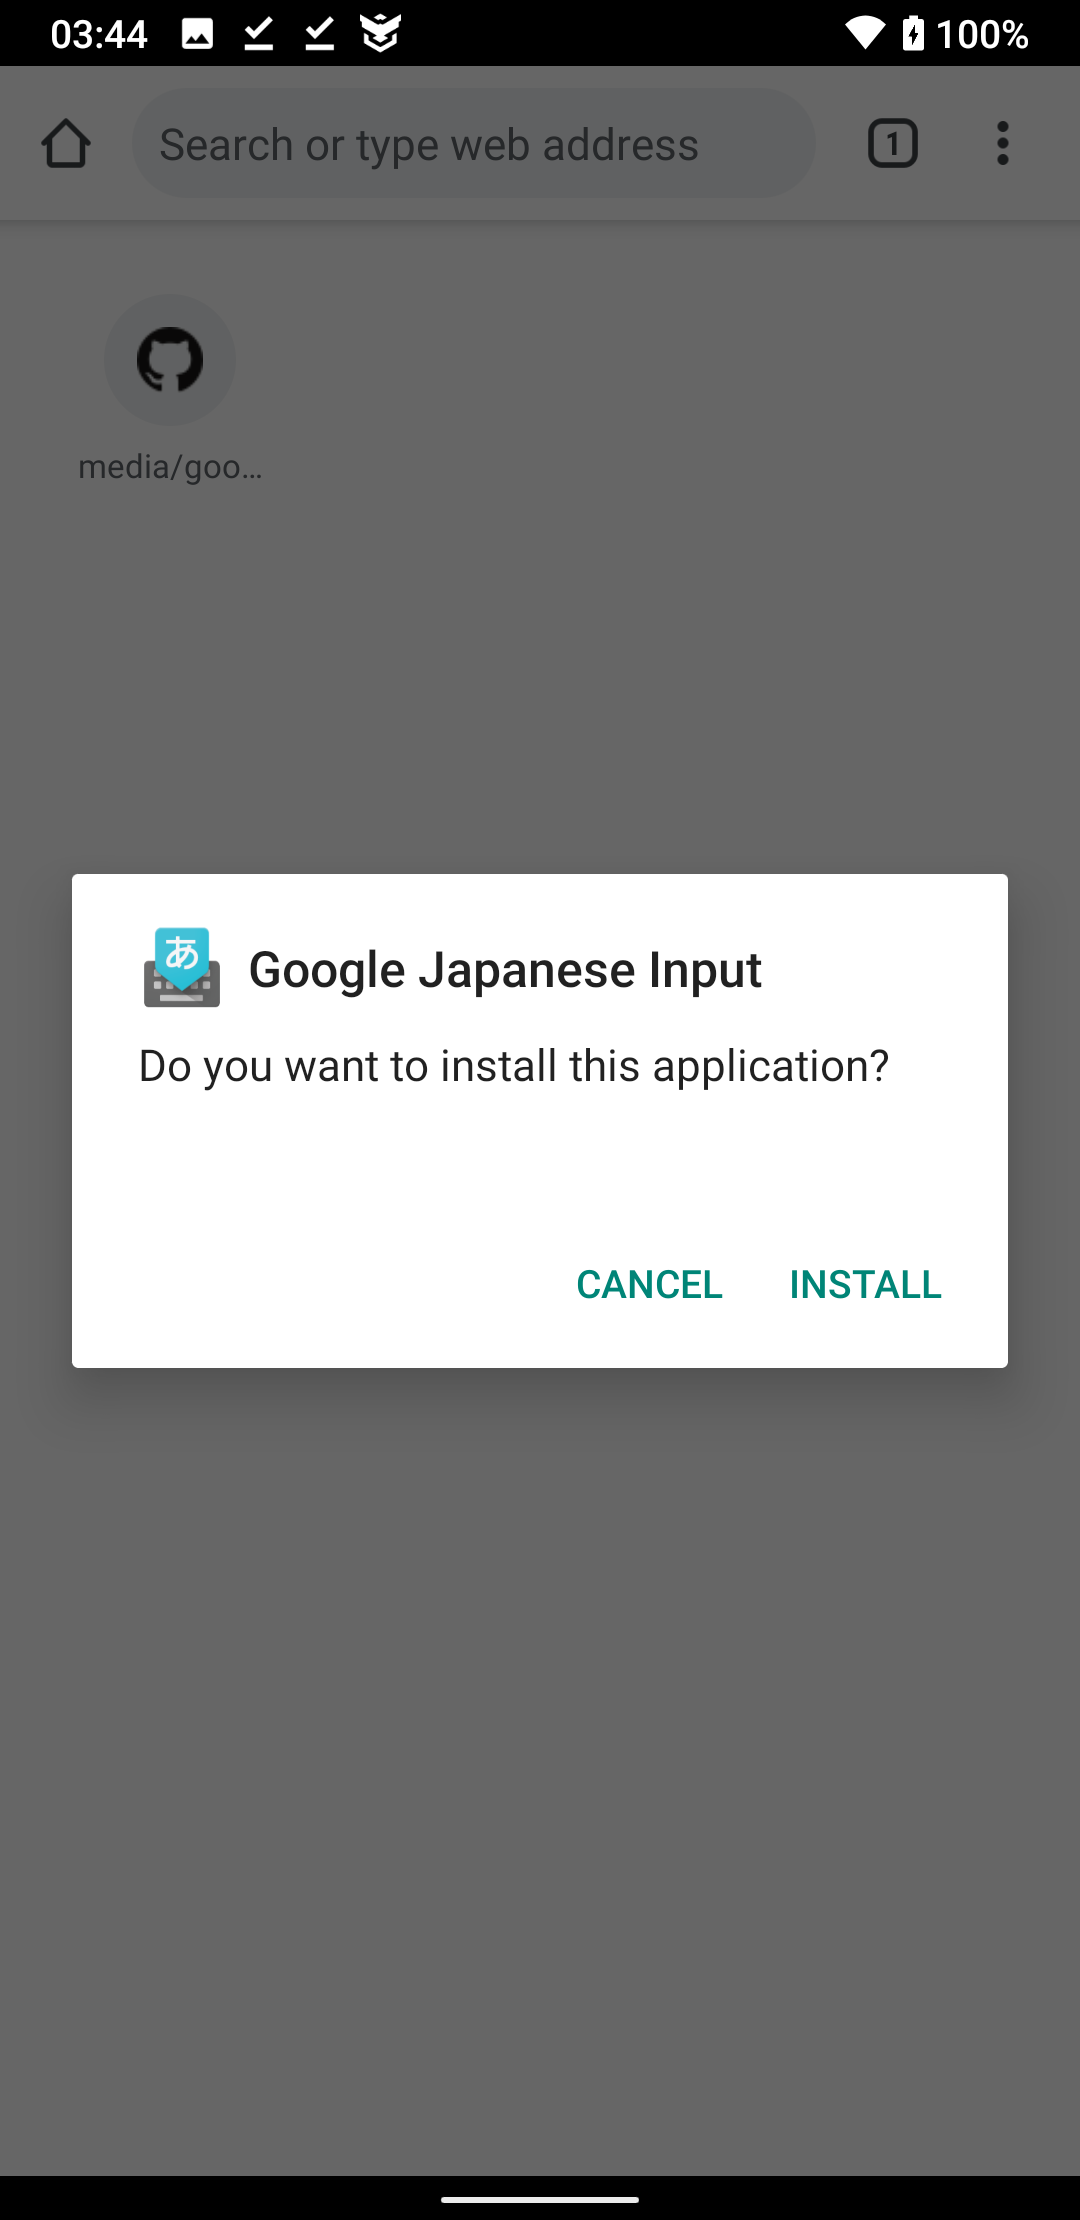 03:44
100%
Search or type web address
1
media/goo...
あ
Google Japanese Input
Do you want to install this application?
CANCEL
INSTALL